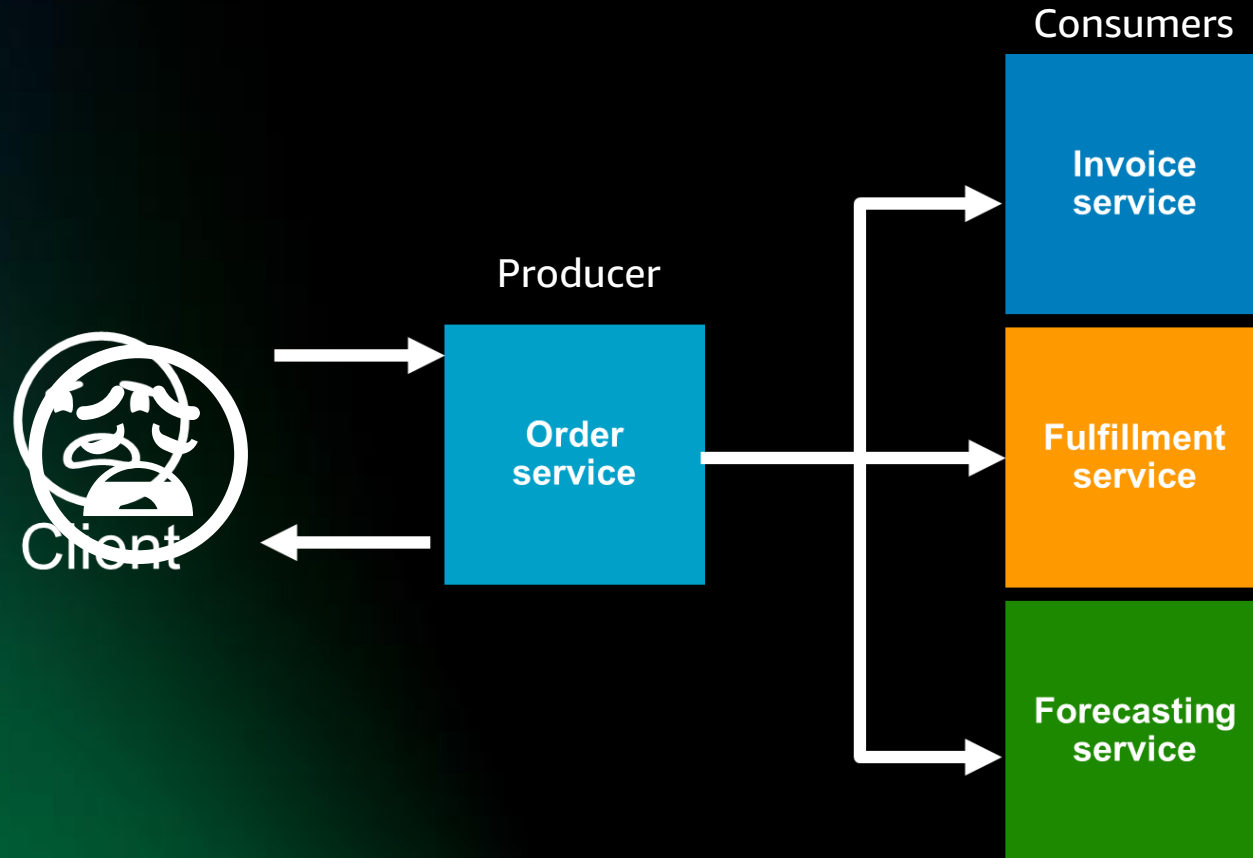 Consumers
Invoice
service
Producer
Order
service
Client
Fulfillment
service
Forecasting
service